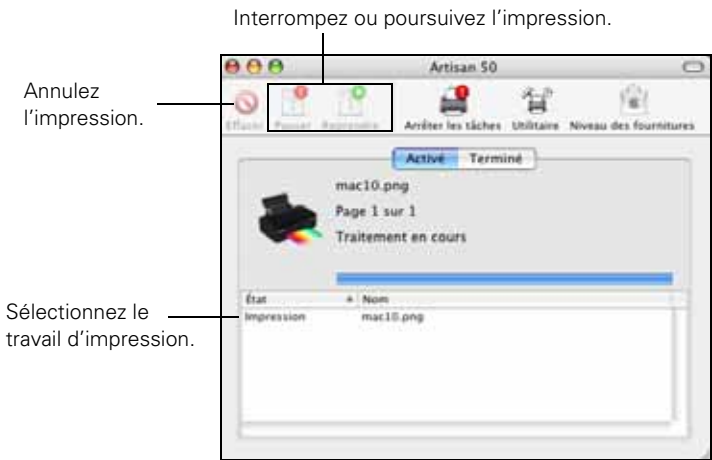 Interrompez ou poursuivez l’impression.
Artisan 50
Annulez
l’impression.
Effacer Pauser Reprendre Arrêter les tâches Utilitaire Niveau des fournitures
Activé Terminé
mac10.png
Page 1 sur 1
Traitement en cours
État Nom
Impression mac10.png
Sélectionnez le
travail d’impression.